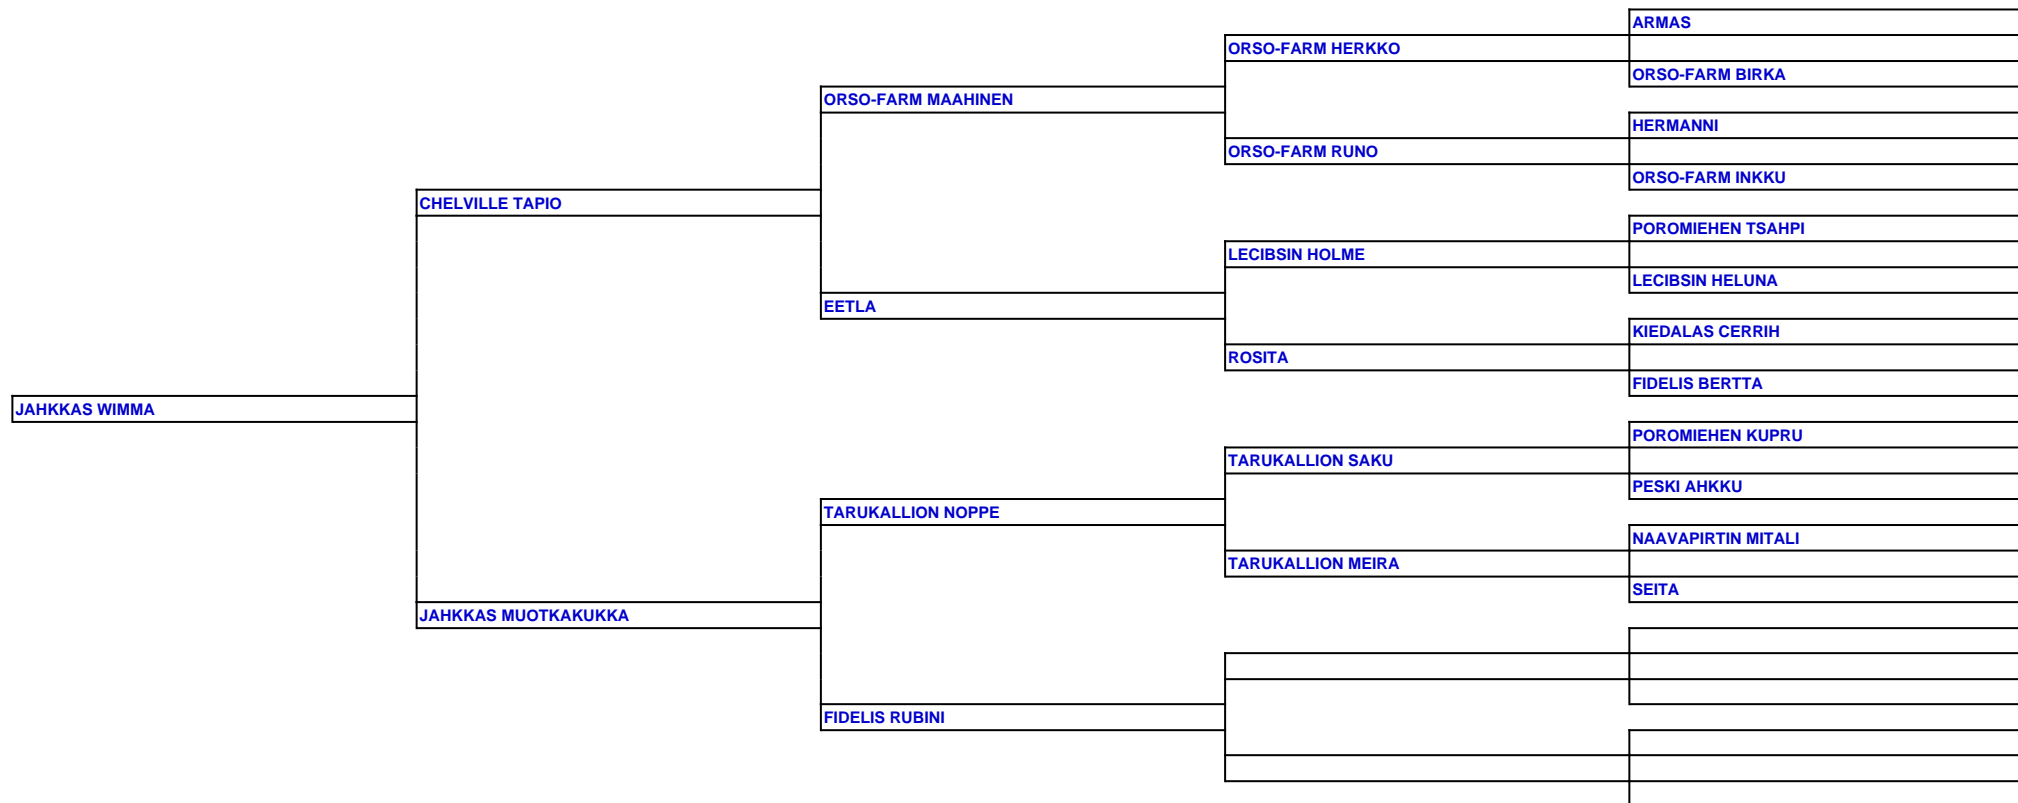 ARMAS
ORSO-FARM HERKKO
ORSO-FARM BIRKA
ORSO-FARM MAAHINEN
HERMANNI
ORSO-FARM RUNO
ORSO-FARM INKKU
CHELVILLE TAPIO
POROMIEHEN TSAHPI
LECIBSIN HOLME
LECIBSIN HELUNA
EETLA
KIEDALAS CERRIH
ROSITA
FIDELIS BERTTA
JAHKKAS WIMMA
POROMIEHEN KUPRU
TARUKALLION SAKU
PESKI AHKKU
TARUKALLION NOPPE
NAAVAPIRTIN MITALI
TARUKALLION MEIRA
SEITA
JAHKKAS MUOTKAKUKKA
FIDELIS RUBINI